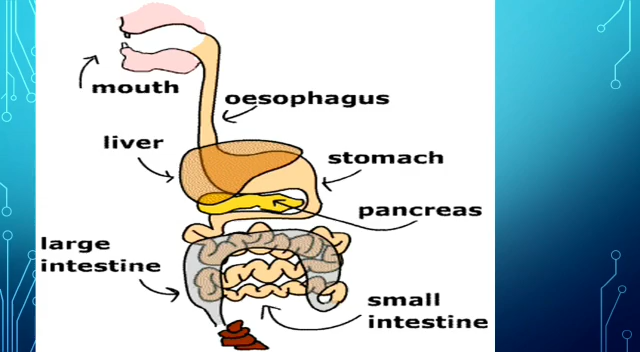 mouth
oesophagus
liver
stomach
pancreas
large
intestine
small
intestine